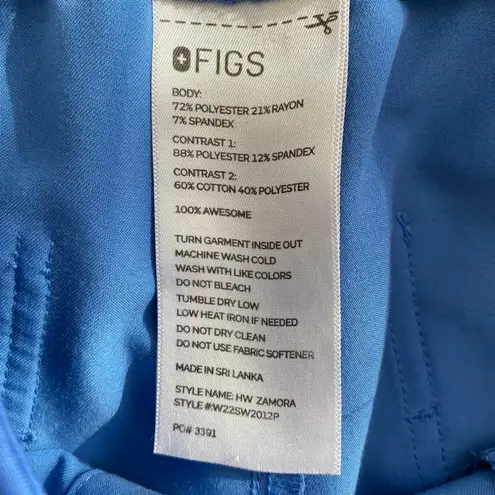 FIGS
BODY:
72% POLYESTER 21% RAYON
7% SPANDEX
CONTRAST 1:
88% POLYESTER 12% SPANDEX
CONTRAST 2:
60% COTTON 40% POLYESTER
100% AWESOME
TURN GARMENT INSIDE OUT
MACHINE WASH COLD
WASH WITH LIKE COLORS
DO NOT BLEACH
TUMBLE DRY LOW
LOW HEAT IRON IF NEEDED
DO NOT DRY CLEAN
DO NOT USE FABRIC SOFTENER
MADE IN SRI LANKA
STYLE NAME: HW ZAMORA
STYLE #:W22SW2012P
PO# 3391